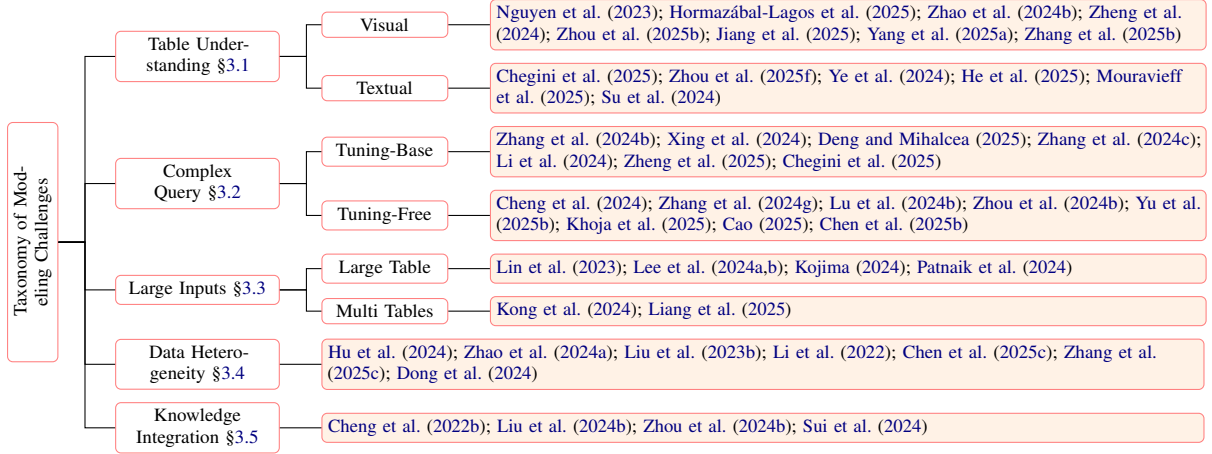 Taxonomy of Mod-
eling Challenges
Table Under-
standing §3.1
Visual
Nguyen et al. (2023); Hormazábal-Lagos et al. (2025); Zhao et al. (2024b); Zheng et al.
(2024); Zhou et al. (2025b); Jiang et al. (2025); Yang et al. (2025a); Zhang et al. (2025b)
Textual
Chegini et al. (2025); Zhou et al. (2025f); Ye et al. (2024); He et al. (2025); Mouravieff
et al. (2025); Su et al. (2024)
Complex
Query §3.2
Tuning-Base
Zhang et al. (2024b); Xing et al. (2024); Deng and Mihalcea (2025); Zhang et al. (2024c);
Li et al. (2024); Zheng et al. (2025); Chegini et al. (2025)
Tuning-Free
Cheng et al. (2024); Zhang et al. (2024g); Lu et al. (2024b); Zhou et al. (2024b); Yu et al.
(2025b); Khoja et al. (2025); Cao (2025); Chen et al. (2025b)
Large Inputs §3.3
Large Table
Lin et al. (2023); Lee et al. (2024a,b); Kojima (2024); Patnaik et al. (2024)
Multi Tables
Kong et al. (2024); Liang et al. (2025)
Data Hetero-
geneity §3.4
Hu et al. (2024); Zhao et al. (2024a); Liu et al. (2023b); Li et al. (2022); Chen et al. (2025c); Zhang et al.
(2025c); Dong et al. (2024)
Knowledge
Integration §3.5
Cheng et al. (2022b); Liu et al. (2024b); Zhou et al. (2024b); Sui et al. (2024)